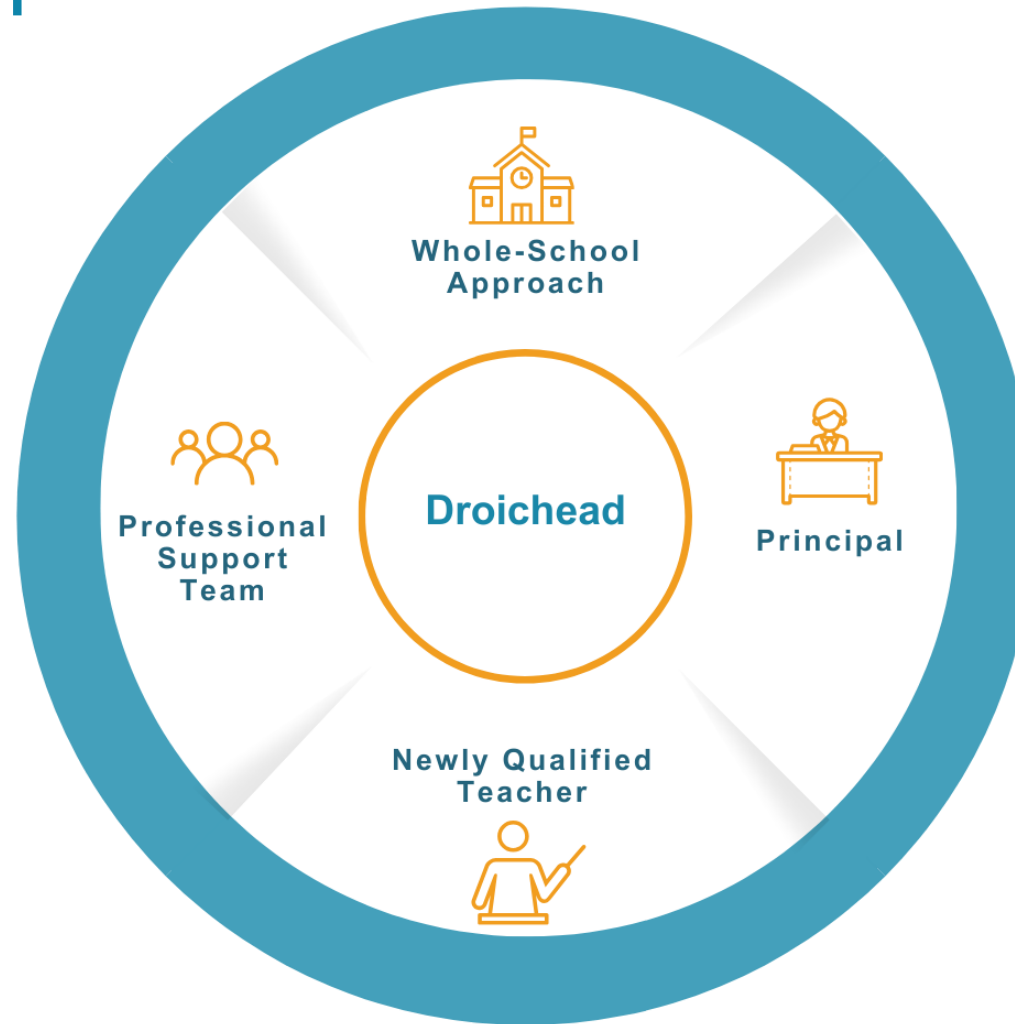 Whole-School
Approach
Professional
Support
Team
Droichead
Principal
Newly Qualified
Teacher